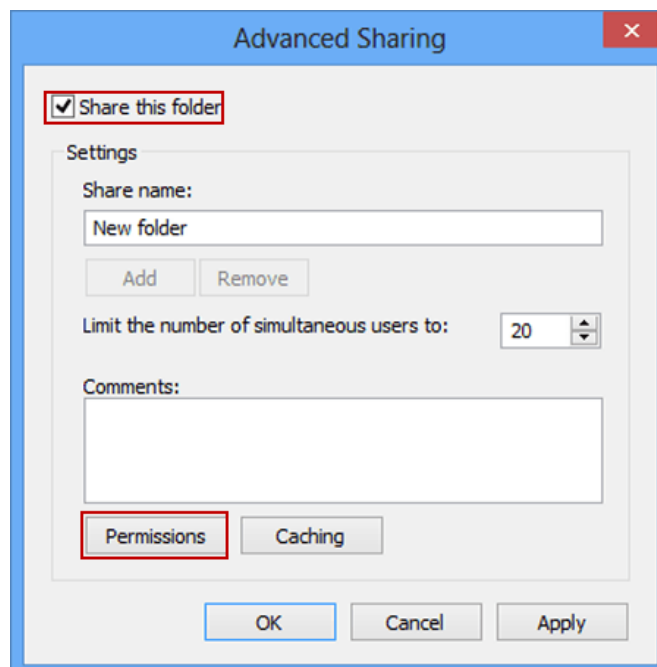 Advanced Sharing
Share this folder
Settings
Share name:
New folder
Add Remove
Limit the number of simultaneous users to: 20
Comments:
Permissions Caching
OK Cancel Apply